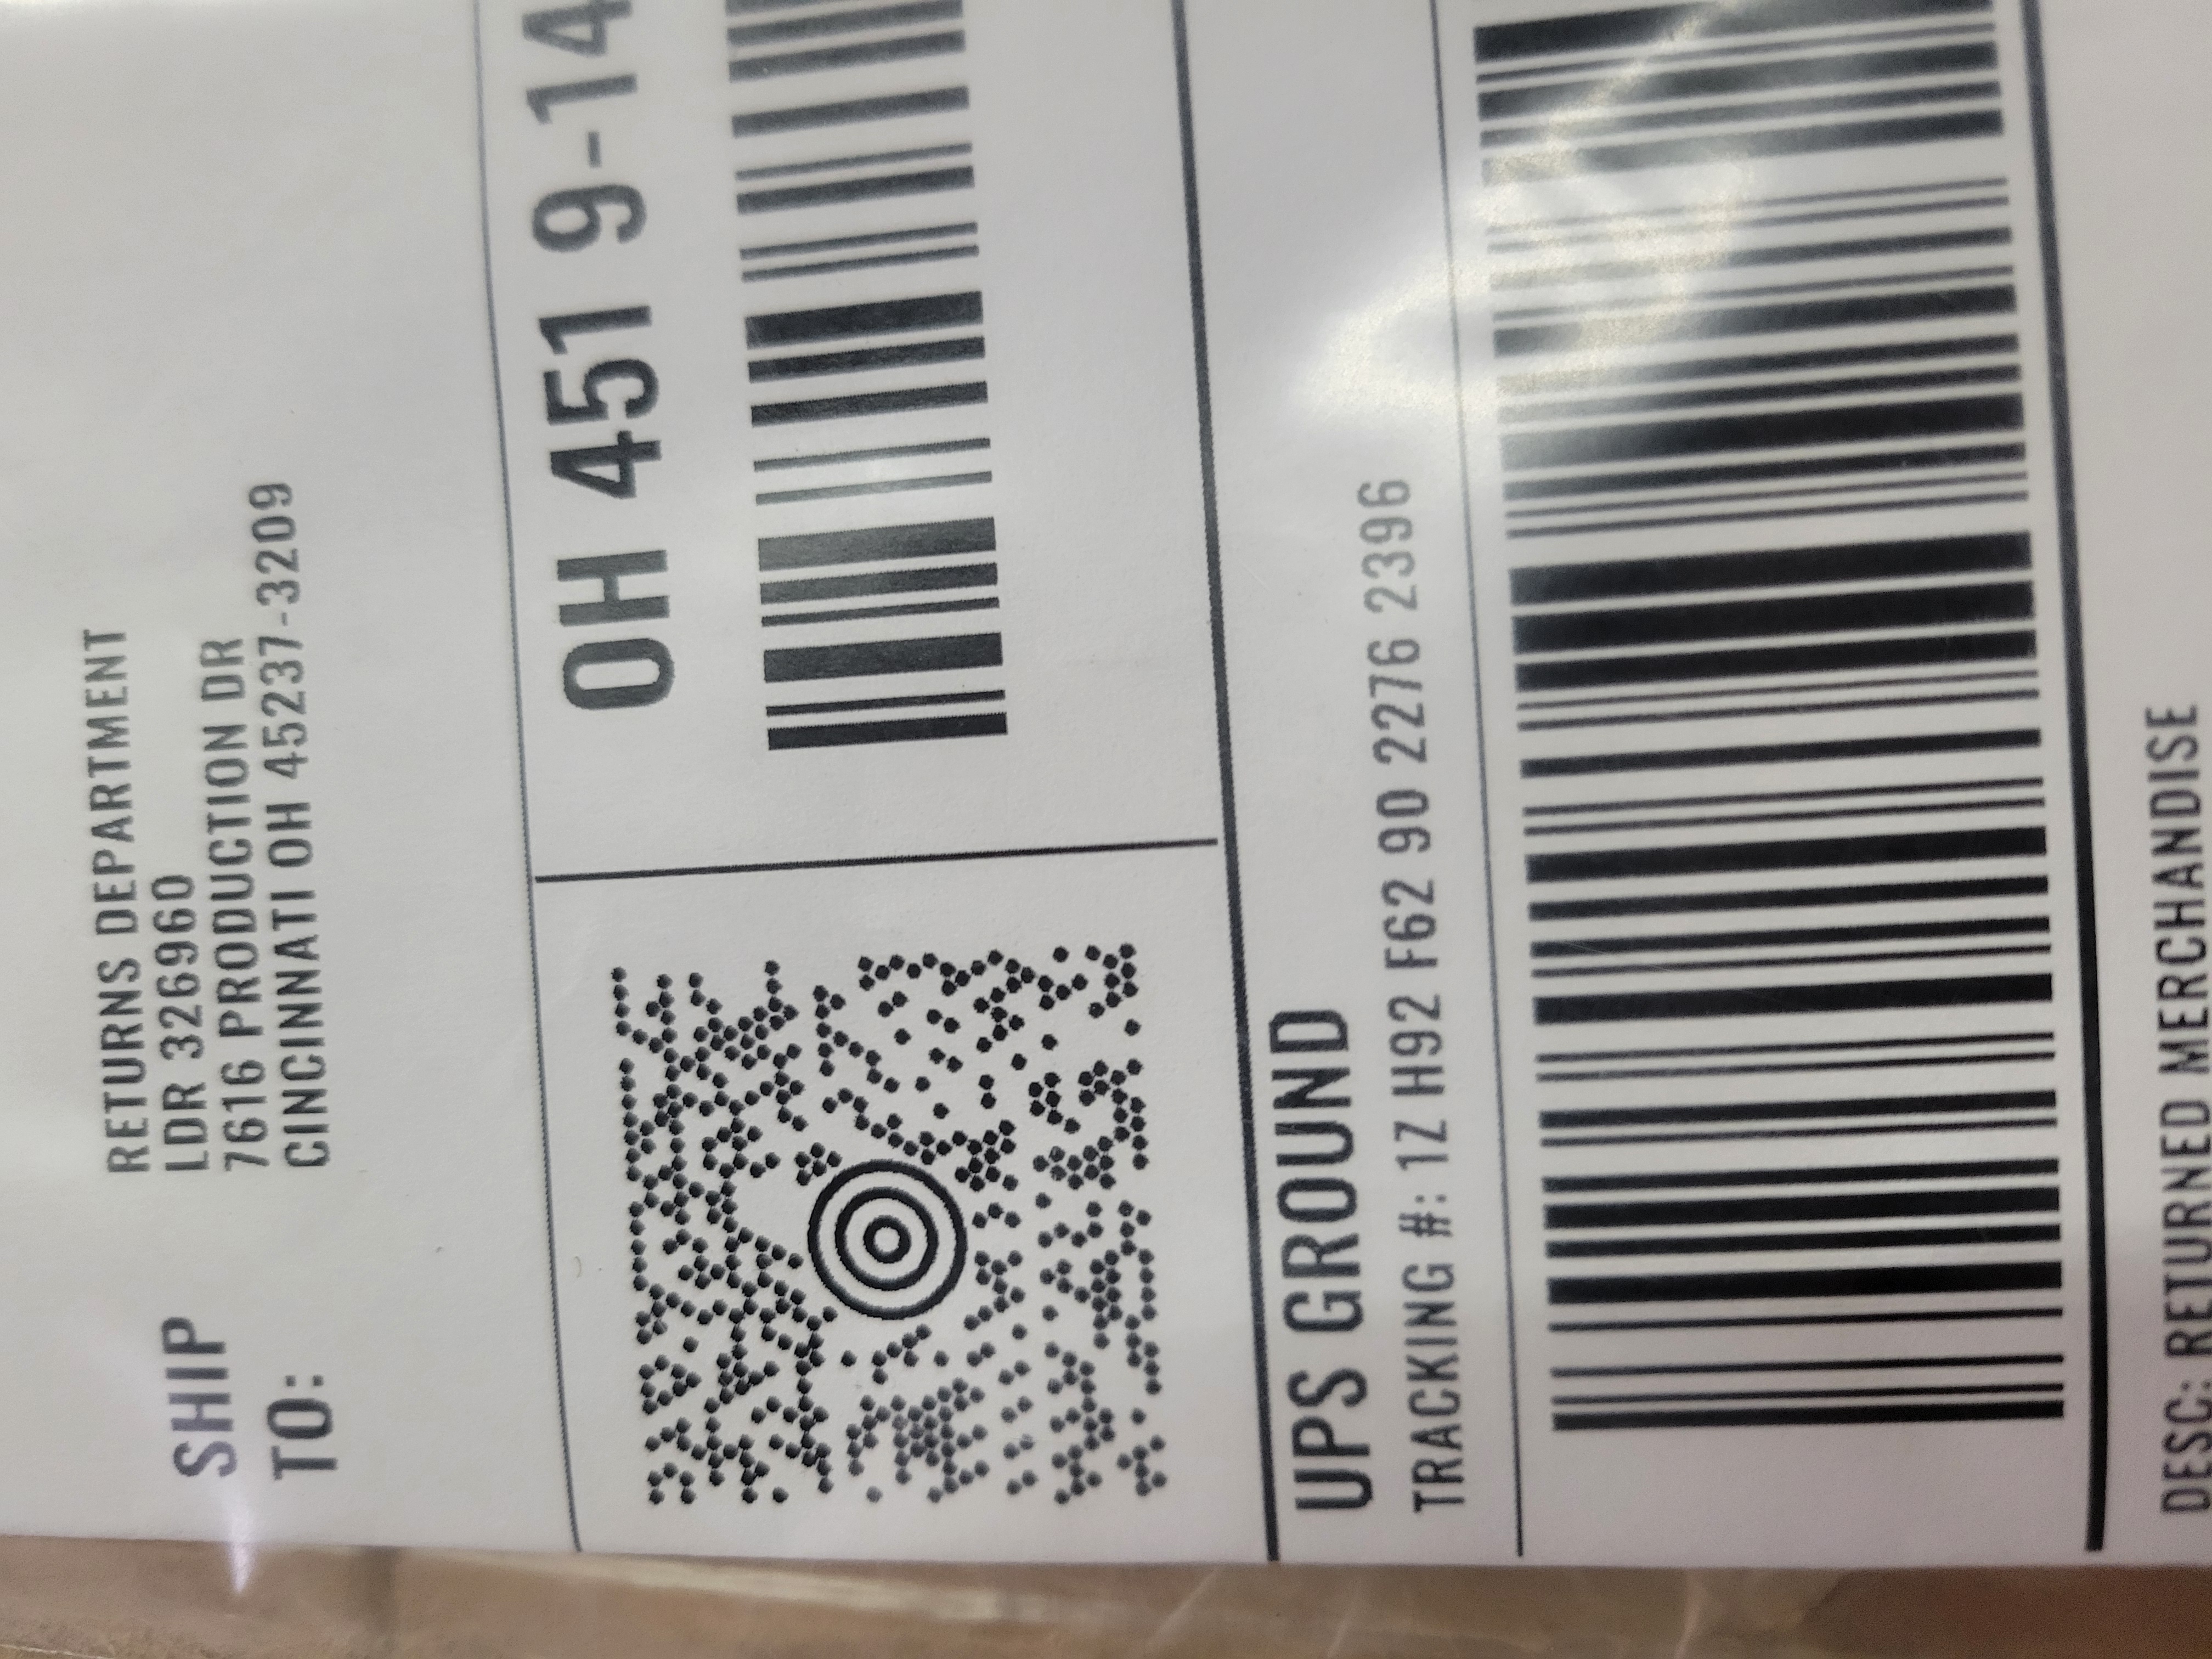 SHIP
TO:
RETURNS DEPARTMENT
LDR 326960
7616 PRODUCTION DR
CINCINNATI OH 45237-3209
OH 451 9-14
UPS GROUND
TRACKING #: 1Z H92 F62 90 2276 2396
DESC: RETURNED MERCHANDISE